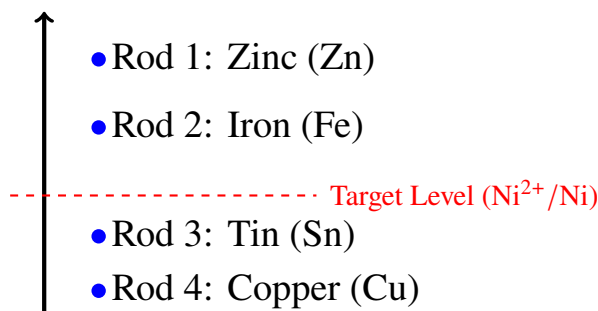 Rod 1: Zinc (Zn)
Rod 2: Iron (Fe)
Target Level (Ni²⁺/Ni)
Rod 3: Tin (Sn)
Rod 4: Copper (Cu)